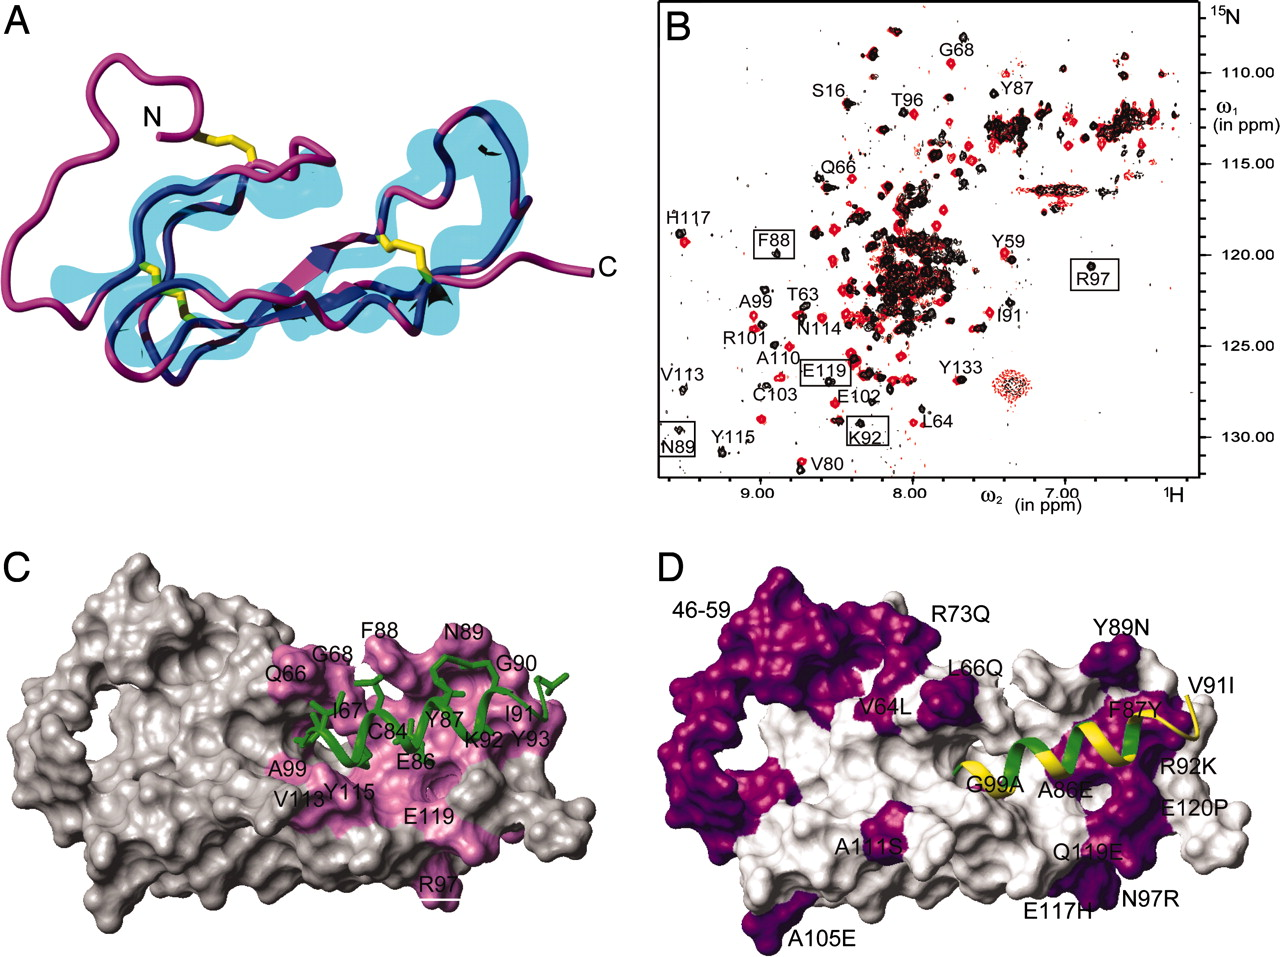 A
N
C
B
¹⁵N
G68
110.00
S16
T96
Y87
ω₁
(in ppm)
115.00
Q66
H117
F88
Y59
120.00
R97
A99
T63
I91
R101
N114
A110
125.00
V113
E119
Y133
C103
E102
L64
N89
Y115
K92
130.00
V80
9.00
8.00
7.00
¹H
ω₂ (in ppm)
C
F88
N89
G68
Q66
G90
I67
I91
C84
Y87
K92
Y93
A99
E86
V113
Y115
E119
R97
D
46-59
R73Q
Y89N
L66Q
V91I
V64L
F87Y
R92K
G99A
A86E
E120P
A111S
Q119E
E117H
N97R
A105E